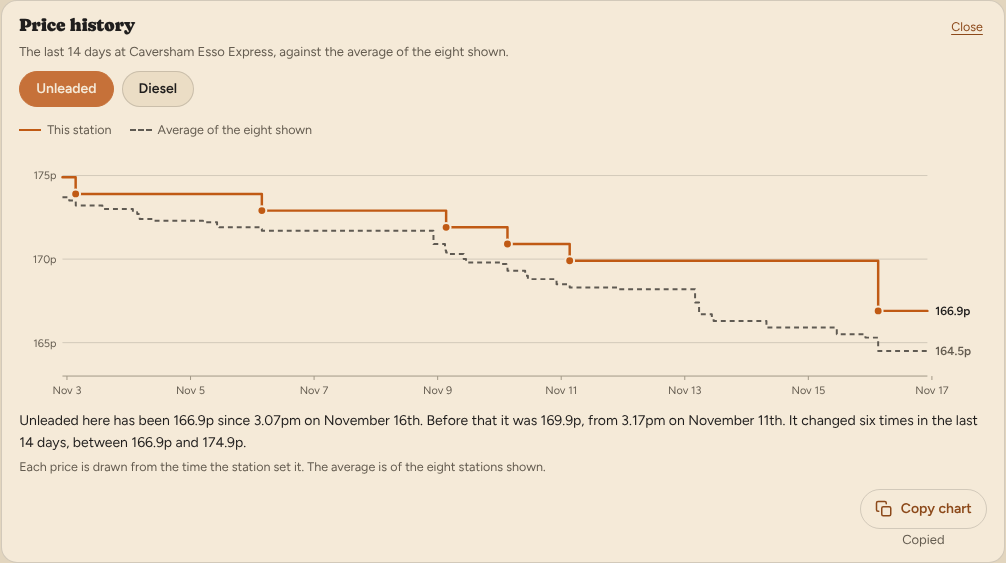 Price history
Close
The last 14 days at Caversham Esso Express, against the average of the eight shown.
Unleaded
Diesel
This station
Average of the eight shown
175p
170p
165p
166.9p
164.5p
Nov 3
Nov 5
Nov 7
Nov 9
Nov 11
Nov 13
Nov 15
Nov 17
Unleaded here has been 166.9p since 3.07pm on November 16th. Before that it was 169.9p, from 3.17pm on November 11th. It changed six times in the last
14 days, between 166.9p and 174.9p.
Each price is drawn from the time the station set it. The average is of the eight stations shown.
Copy chart
Copied